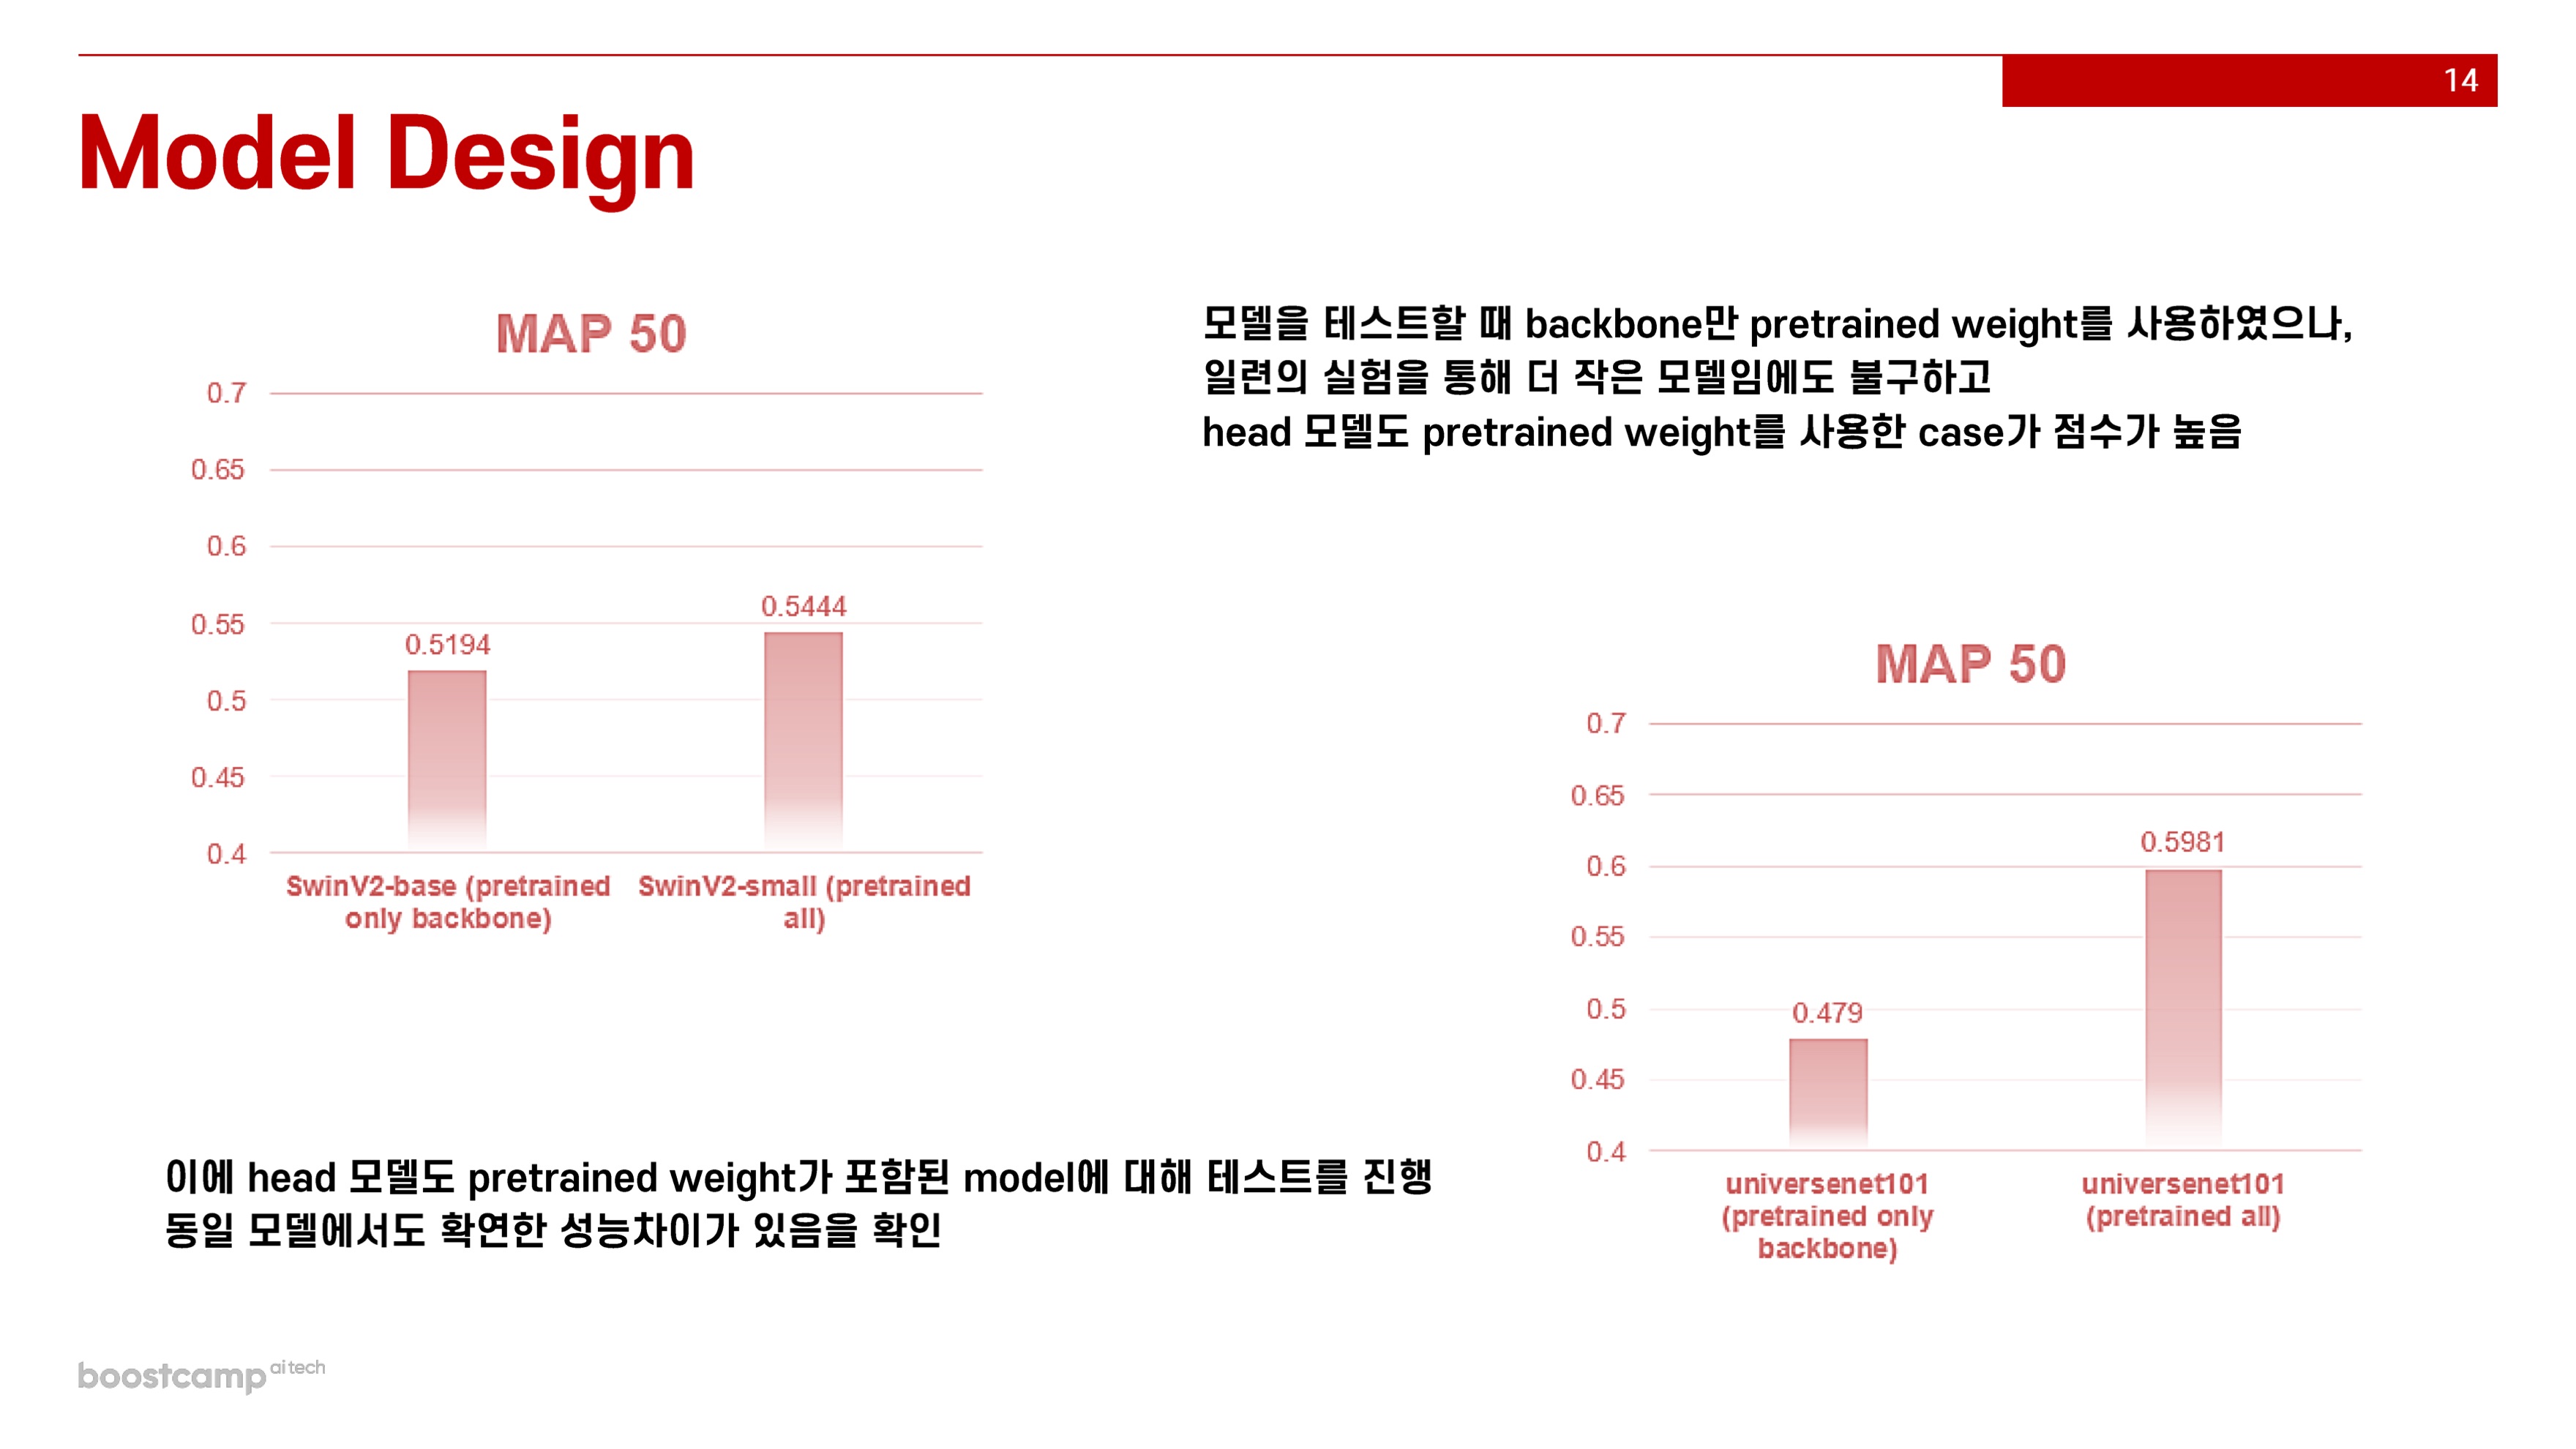 14
Model Design
MAP 50
0.7
0.65
0.6
0.55
0.5
0.45
0.4
0.5194
0.5444
SwinV2-base (pretrained
only backbone)
SwinV2-small (pretrained
all)
모델을 테스트할 때 backbone만 pretrained weight를 사용하였으나,
일련의 실험을 통해 더 작은 모델임에도 불구하고
head 모델도 pretrained weight를 사용한 case가 점수가 높음
MAP 50
0.7
0.65
0.6
0.55
0.5
0.45
0.4
0.479
0.5981
universenet101
(pretrained only
backbone)
universenet101
(pretrained all)
이에 head 모델도 pretrained weight가 포함된 model에 대해 테스트를 진행
동일 모델에서도 확연한 성능차이가 있음을 확인
boostcamp ai tech